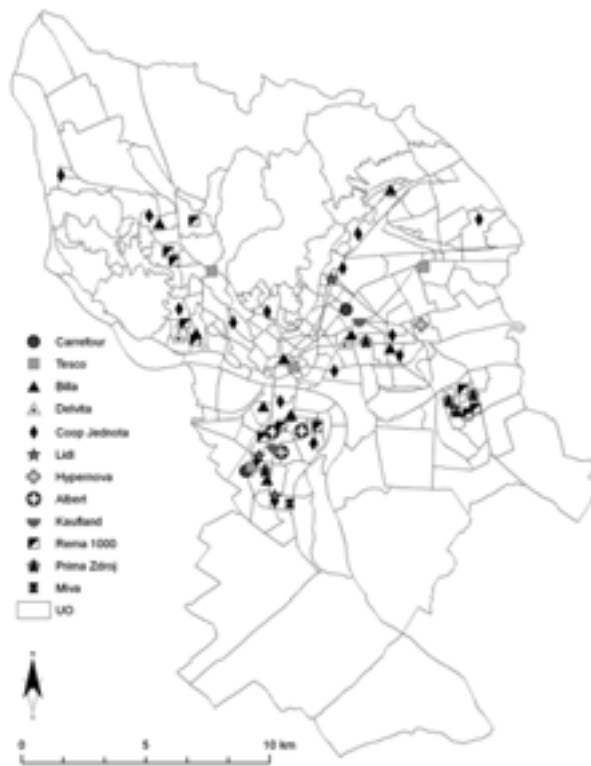 Carrefour
Tesco
Billa
Delvita
Coop Jednota
Lidl
Hypernova
Albert
Kaufland
Rema 1000
Prima Zdroj
Miva
UO
0 5 10 km